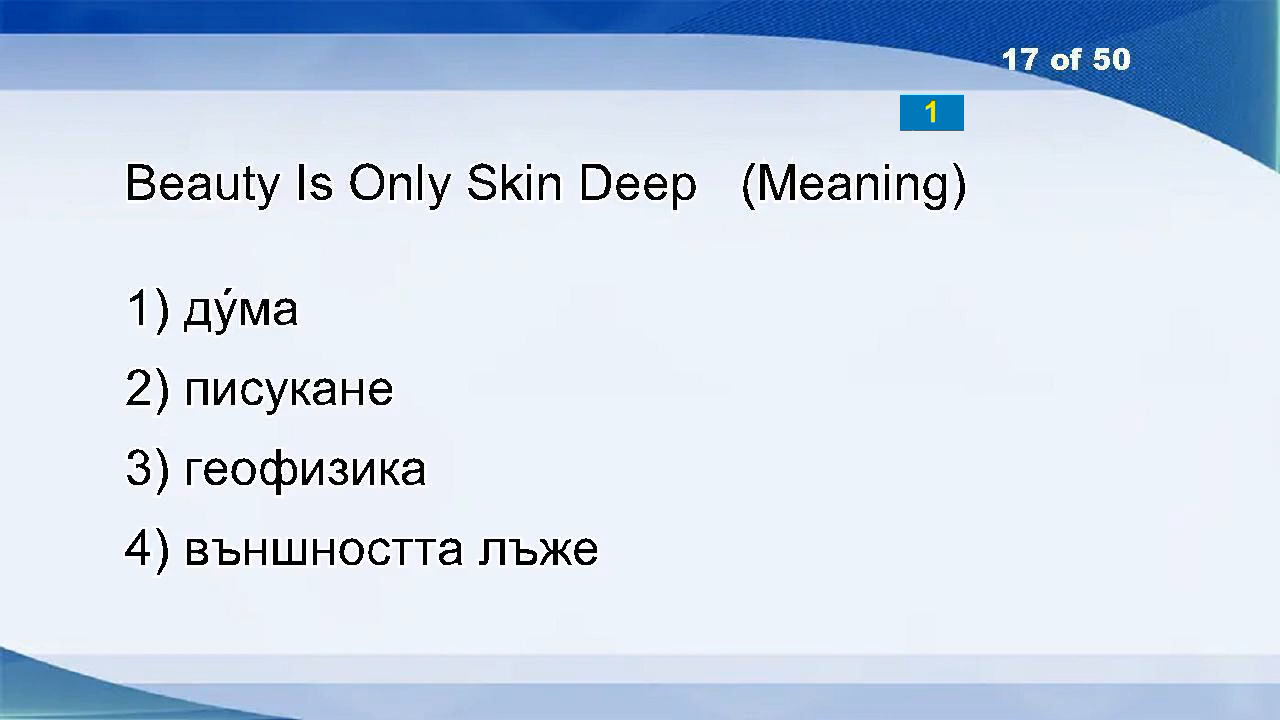 17 of 50
1
Beauty Is Only Skin Deep (Meaning)
1) ду́ма
2) писукане
3) геофизика
4) външността лъже